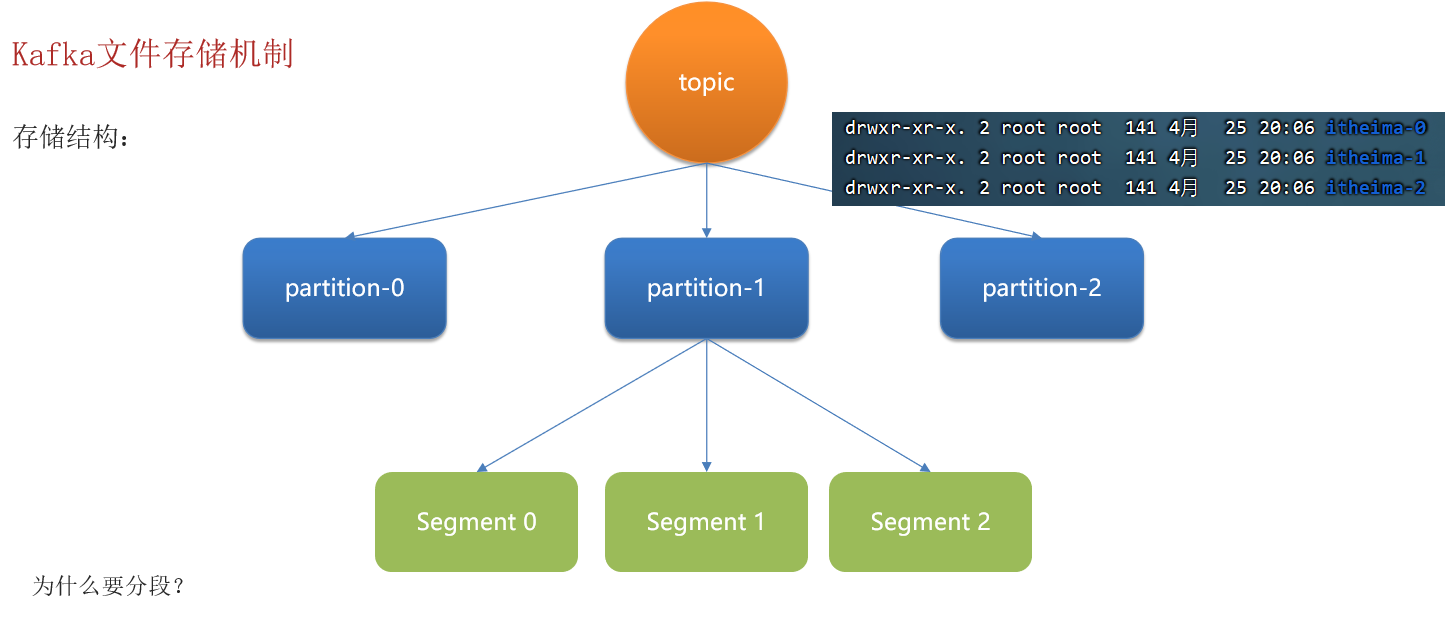 Kafka文件存储机制
topic
存储结构：
drwxr-xr-x. 2 root root 141 4月 25 20:06 itheima-0
drwxr-xr-x. 2 root root 141 4月 25 20:06 itheima-1
drwxr-xr-x. 2 root root 141 4月 25 20:06 itheima-2
partition-0
partition-1
partition-2
Segment 0
Segment 1
Segment 2
为什么要分段？